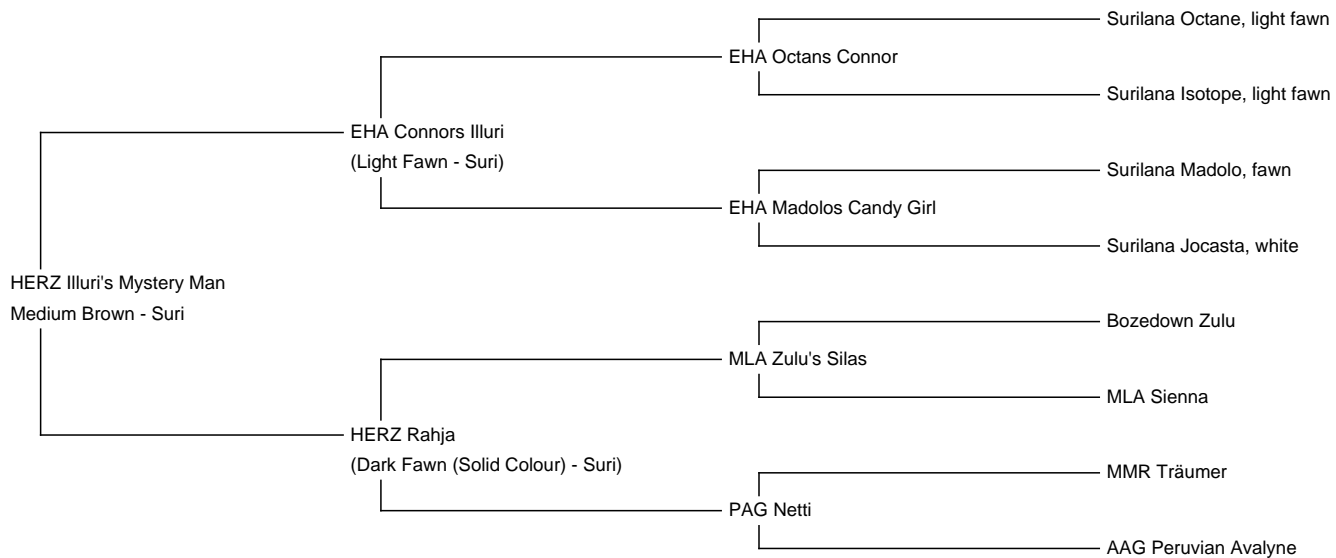 Surilana Octane, light fawn
EHA Octans Connor
Surilana Isotope, light fawn
EHA Connors Illuri
(Light Fawn - Suri)
Surilana Madolo, fawn
EHA Madolos Candy Girl
Surilana Jocasta, white
HERZ Illuri's Mystery Man
Medium Brown - Suri
Bozedown Zulu
MLA Zulu's Silas
MLA Sienna
HERZ Rahja
(Dark Fawn (Solid Colour) - Suri)
MMR Träumer
PAG Netti
AAG Peruvian Avalyne